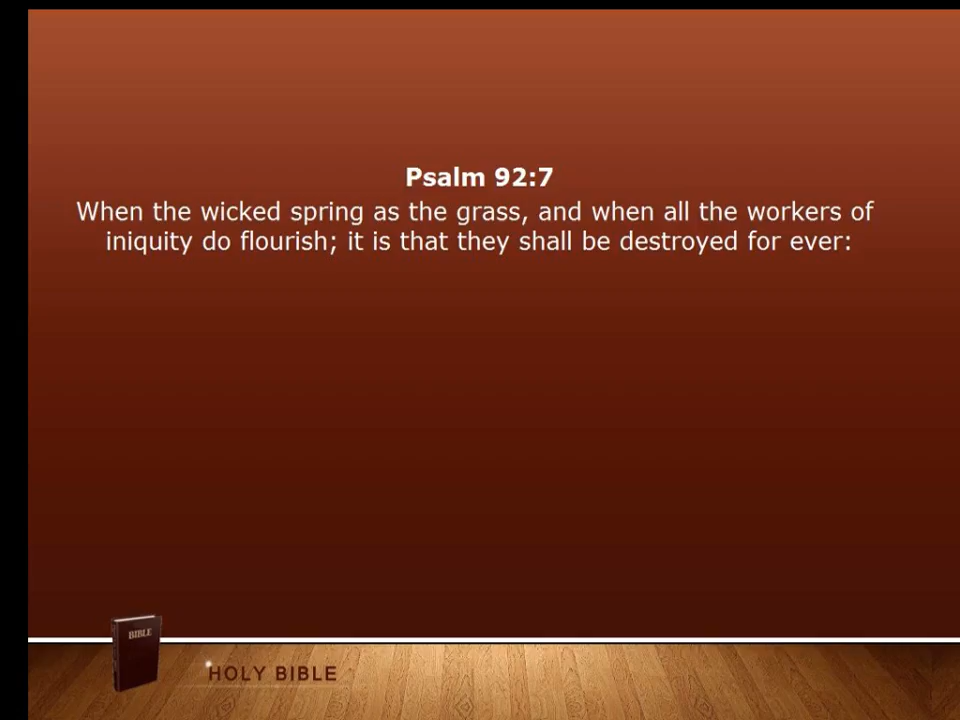 Psalm 92:7
When the wicked spring as the grass, and when all the workers of
iniquity do flourish; it is that they shall be destroyed for ever:
BIBLE
HOLY BIBLE